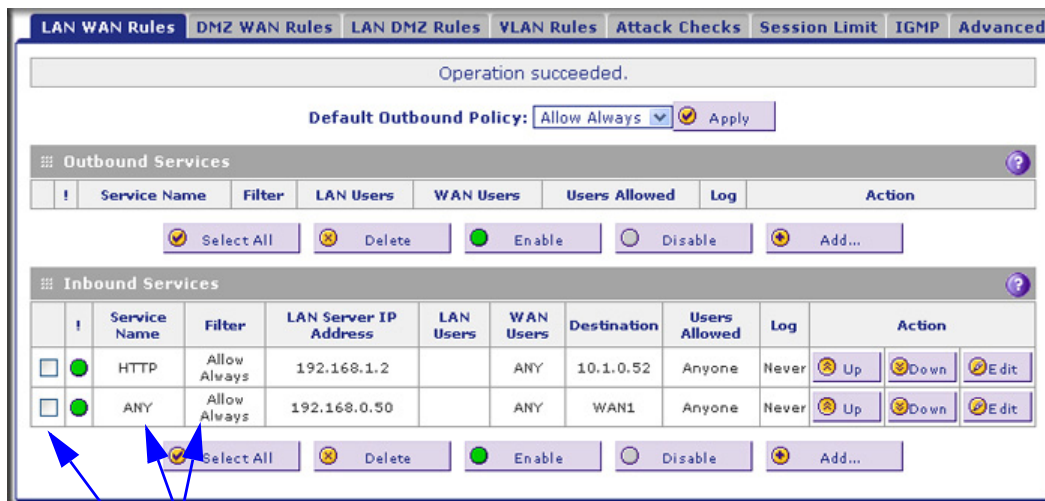 LAN WAN Rules DMZ WAN Rules LAN DMZ Rules VLAN Rules Attack Checks Session Limit IGMP Advanced
Operation succeeded.
Default Outbound Policy: Allow Always Apply
Outbound Services ?
! Service Name Filter LAN Users WAN Users Users Allowed Log Action
Select All Delete Enable Disable Add...
Inbound Services ?
! Service Name Filter LAN Server IP Address LAN Users WAN Users Destination Users Allowed Log Action
HTTP Allow Always 192.168.1.2 ANY 10.1.0.52 Anyone Never Up Down Edit
ANY Allow Always 192.168.0.50 ANY WAN1 Anyone Never Up Down Edit
Select All Delete Enable Disable Add...